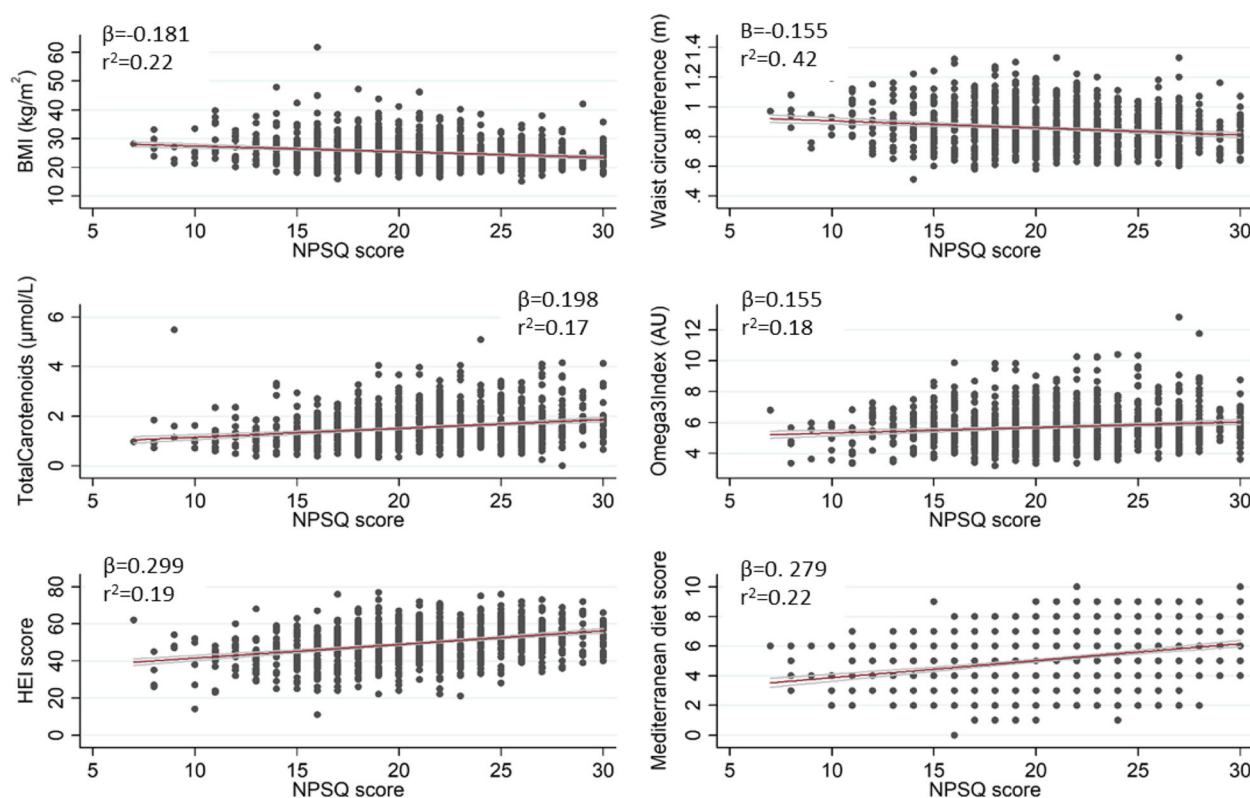 β=-0.181
r²=0.22
BMI (kg/m²)
60
50
40
30
20
10
5 10 15 20 25 30
NPSQ score
B=-0.155
r²=0. 42
Waist circumference (m)
1.4
1.2
1
.8
.6
.4
5 10 15 20 25 30
NPSQ score
β=0.198
r²=0.17
TotalCarotenoids (µmol/L)
6
4
2
0
5 10 15 20 25 30
NPSQ score
β=0.155
r²=0.18
Omega3Index (AU)
12
10
8
6
4
5 10 15 20 25 30
NPSQ score
β=0.299
r²=0.19
HEI score
80
60
40
20
0
5 10 15 20 25 30
NPSQ score
β=0. 279
r²=0.22
Mediterranean diet score
10
8
6
4
2
0
5 10 15 20 25 30
NPSQ score